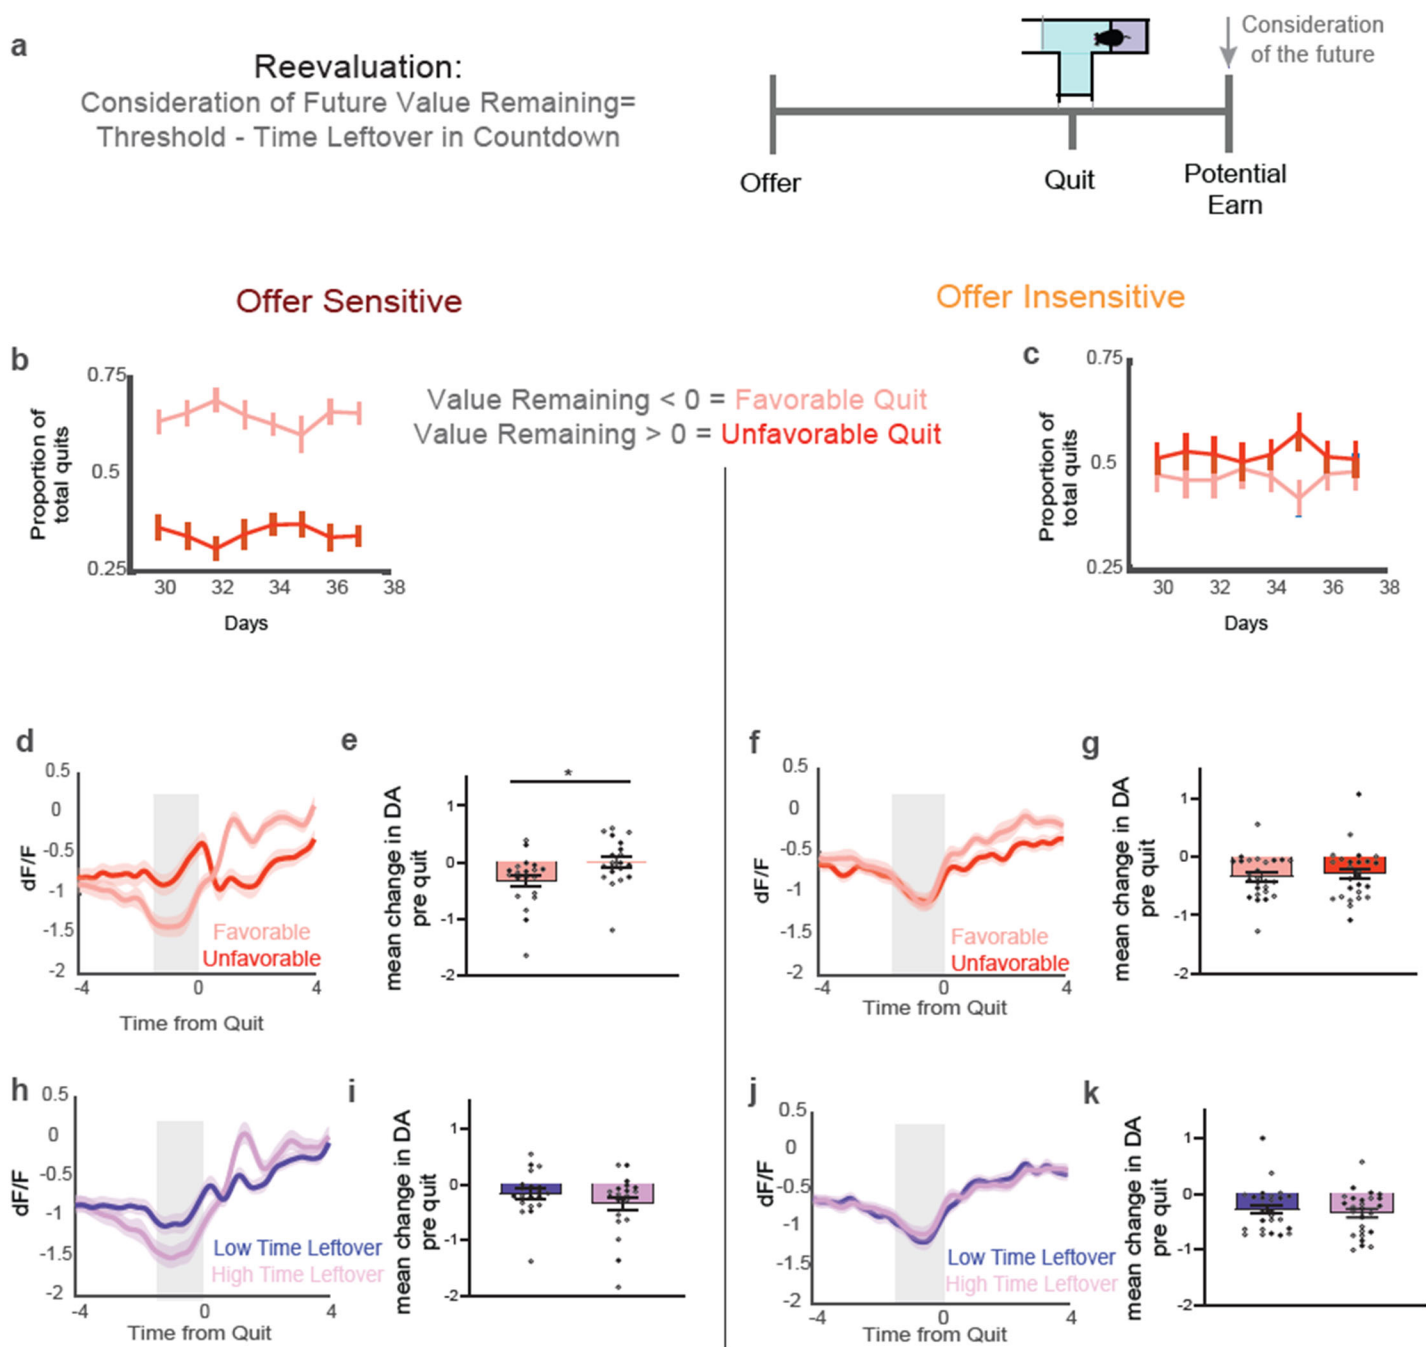 a
Reevaluation:
Consideration of Future Value Remaining=
Threshold - Time Leftover in Countdown
Consideration
of the future
Offer
Quit
Potential
Earn
Offer Sensitive
Offer Insensitive
b
0.75
0.5
0.25
Proportion of
total quits
30 32 34 36 38
Days
Value Remaining < 0 = Favorable Quit
Value Remaining > 0 = Unfavorable Quit
c
0.75
0.5
0.25
Proportion of
total quits
30 32 34 36 38
Days
d
0.5
0
-0.5
-1
-1.5
-2
dF/F
Favorable
Unfavorable
-4 0 4
Time from Quit
e
*
1
0
-1
-2
mean change in DA
pre quit
f
0.5
0
-0.5
-1
-1.5
-2
dF/F
Favorable
Unfavorable
-4 0 4
Time from Quit
g
1
0
-1
-2
mean change in DA
pre quit
h
0.5
0
-0.5
-1
-1.5
-2
dF/F
Low Time Leftover
High Time Leftover
-4 0 4
Time from Quit
i
1
0
-1
-2
mean change in DA
pre quit
j
0.5
0
-0.5
-1
-1.5
-2
dF/F
Low Time Leftover
High Time Leftover
-4 0 4
Time from Quit
k
1
0
-1
-2
mean change in DA
pre quit